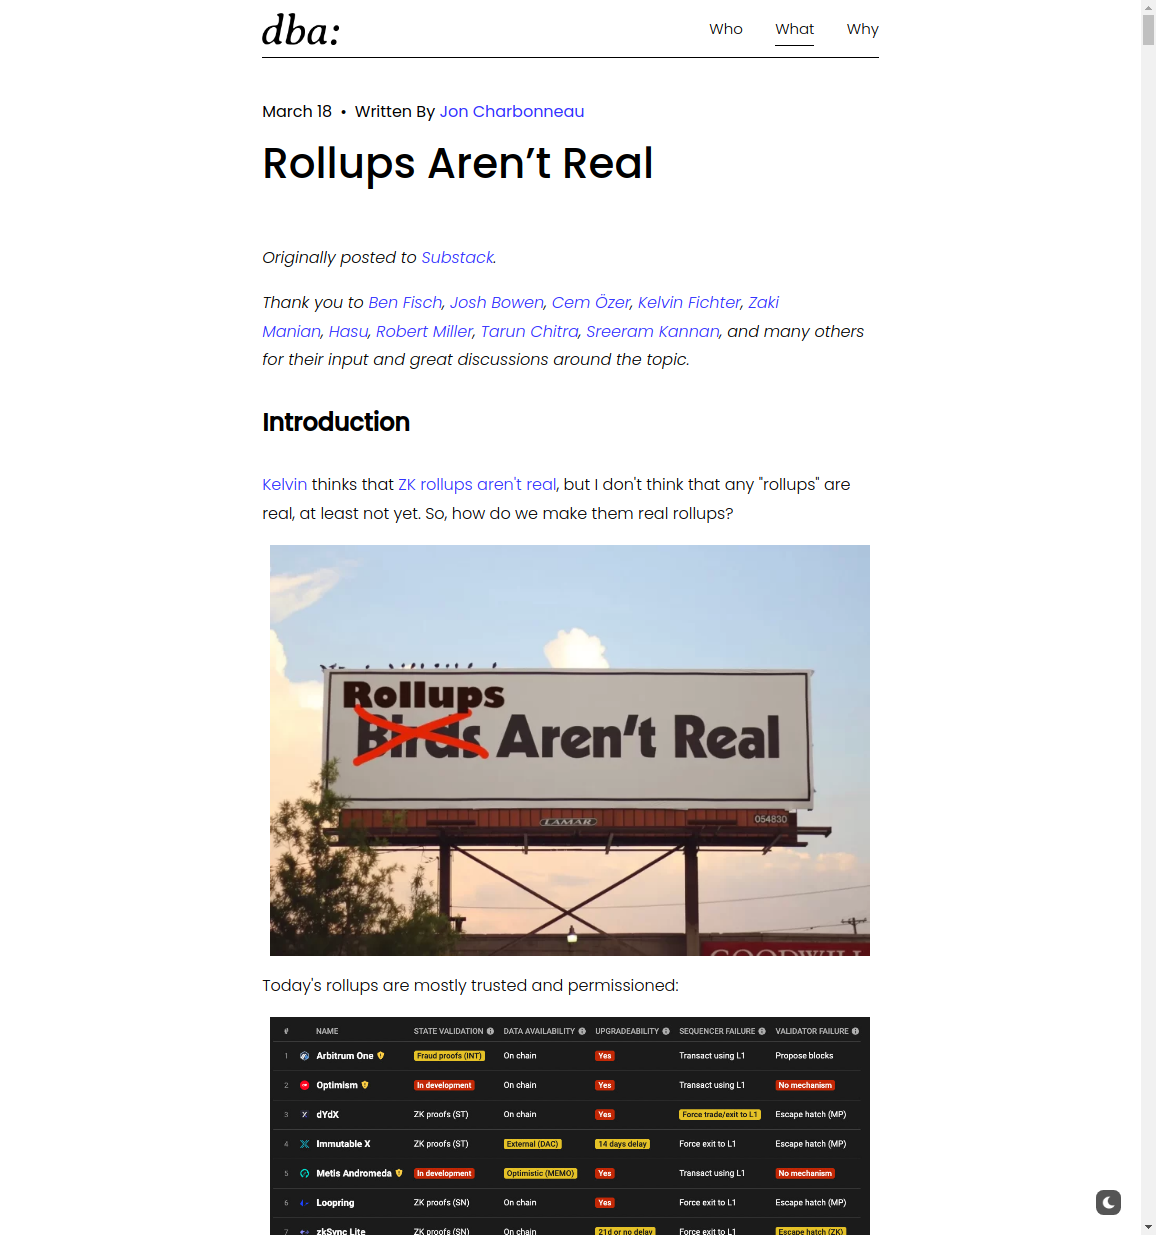 dba:
Who What Why
March 18 • Written By Jon Charbonneau
Rollups Aren’t Real
Originally posted to Substack.
Thank you to Ben Fisch, Josh Bowen, Cem Özer, Kelvin Fichter, Zaki
Manian, Hasu, Robert Miller, Tarun Chitra, Sreeram Kannan, and many others
for their input and great discussions around the topic.
Introduction
Kelvin thinks that ZK rollups aren't real, but I don't think that any "rollups" are
real, at least not yet. So, how do we make them real rollups?
Rollups
Birds Aren't Real
LAMAR
054830
GOODWILL
Today's rollups are mostly trusted and permissioned:
# NAME STATE VALIDATION DATA AVAILABILITY UPGRADEABILITY SEQUENCER FAILURE VALIDATOR FAILURE
1 Arbitrum One Fraud proofs (INT) On chain Yes Transact using L1 Propose blocks
2 Optimism In development On chain Yes Transact using L1 No mechanism
3 dYdX ZK proofs (ST) On chain Yes Force trade/exit to L1 Escape hatch (MP)
4 Immutable X ZK proofs (ST) External (DAC) 14 days delay Force exit to L1 Escape hatch (MP)
5 Metis Andromeda In development Optimistic (MEMO) Yes Transact using L1 No mechanism
6 Loopring ZK proofs (SN) On chain Yes Force exit to L1 Escape hatch (MP)
7 zkSync Lite ZK proofs (SN) On chain 21d or no delay Force exit to L1 Escape hatch (ZK)